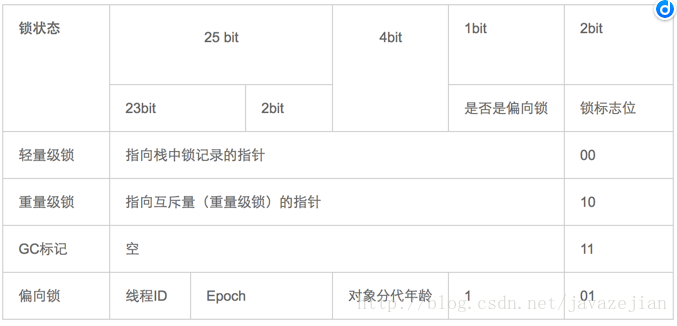 锁状态 25 bit 4bit 1bit 2bit
23bit 2bit 是否是偏向锁 锁标志位
轻量级锁 指向栈中锁记录的指针 00
重量级锁 指向互斥量（重量级锁）的指针 10
GC标记 空 11
偏向锁 线程ID Epoch 对象分代年龄 1 01
http://blog.csdn.net/javazejian